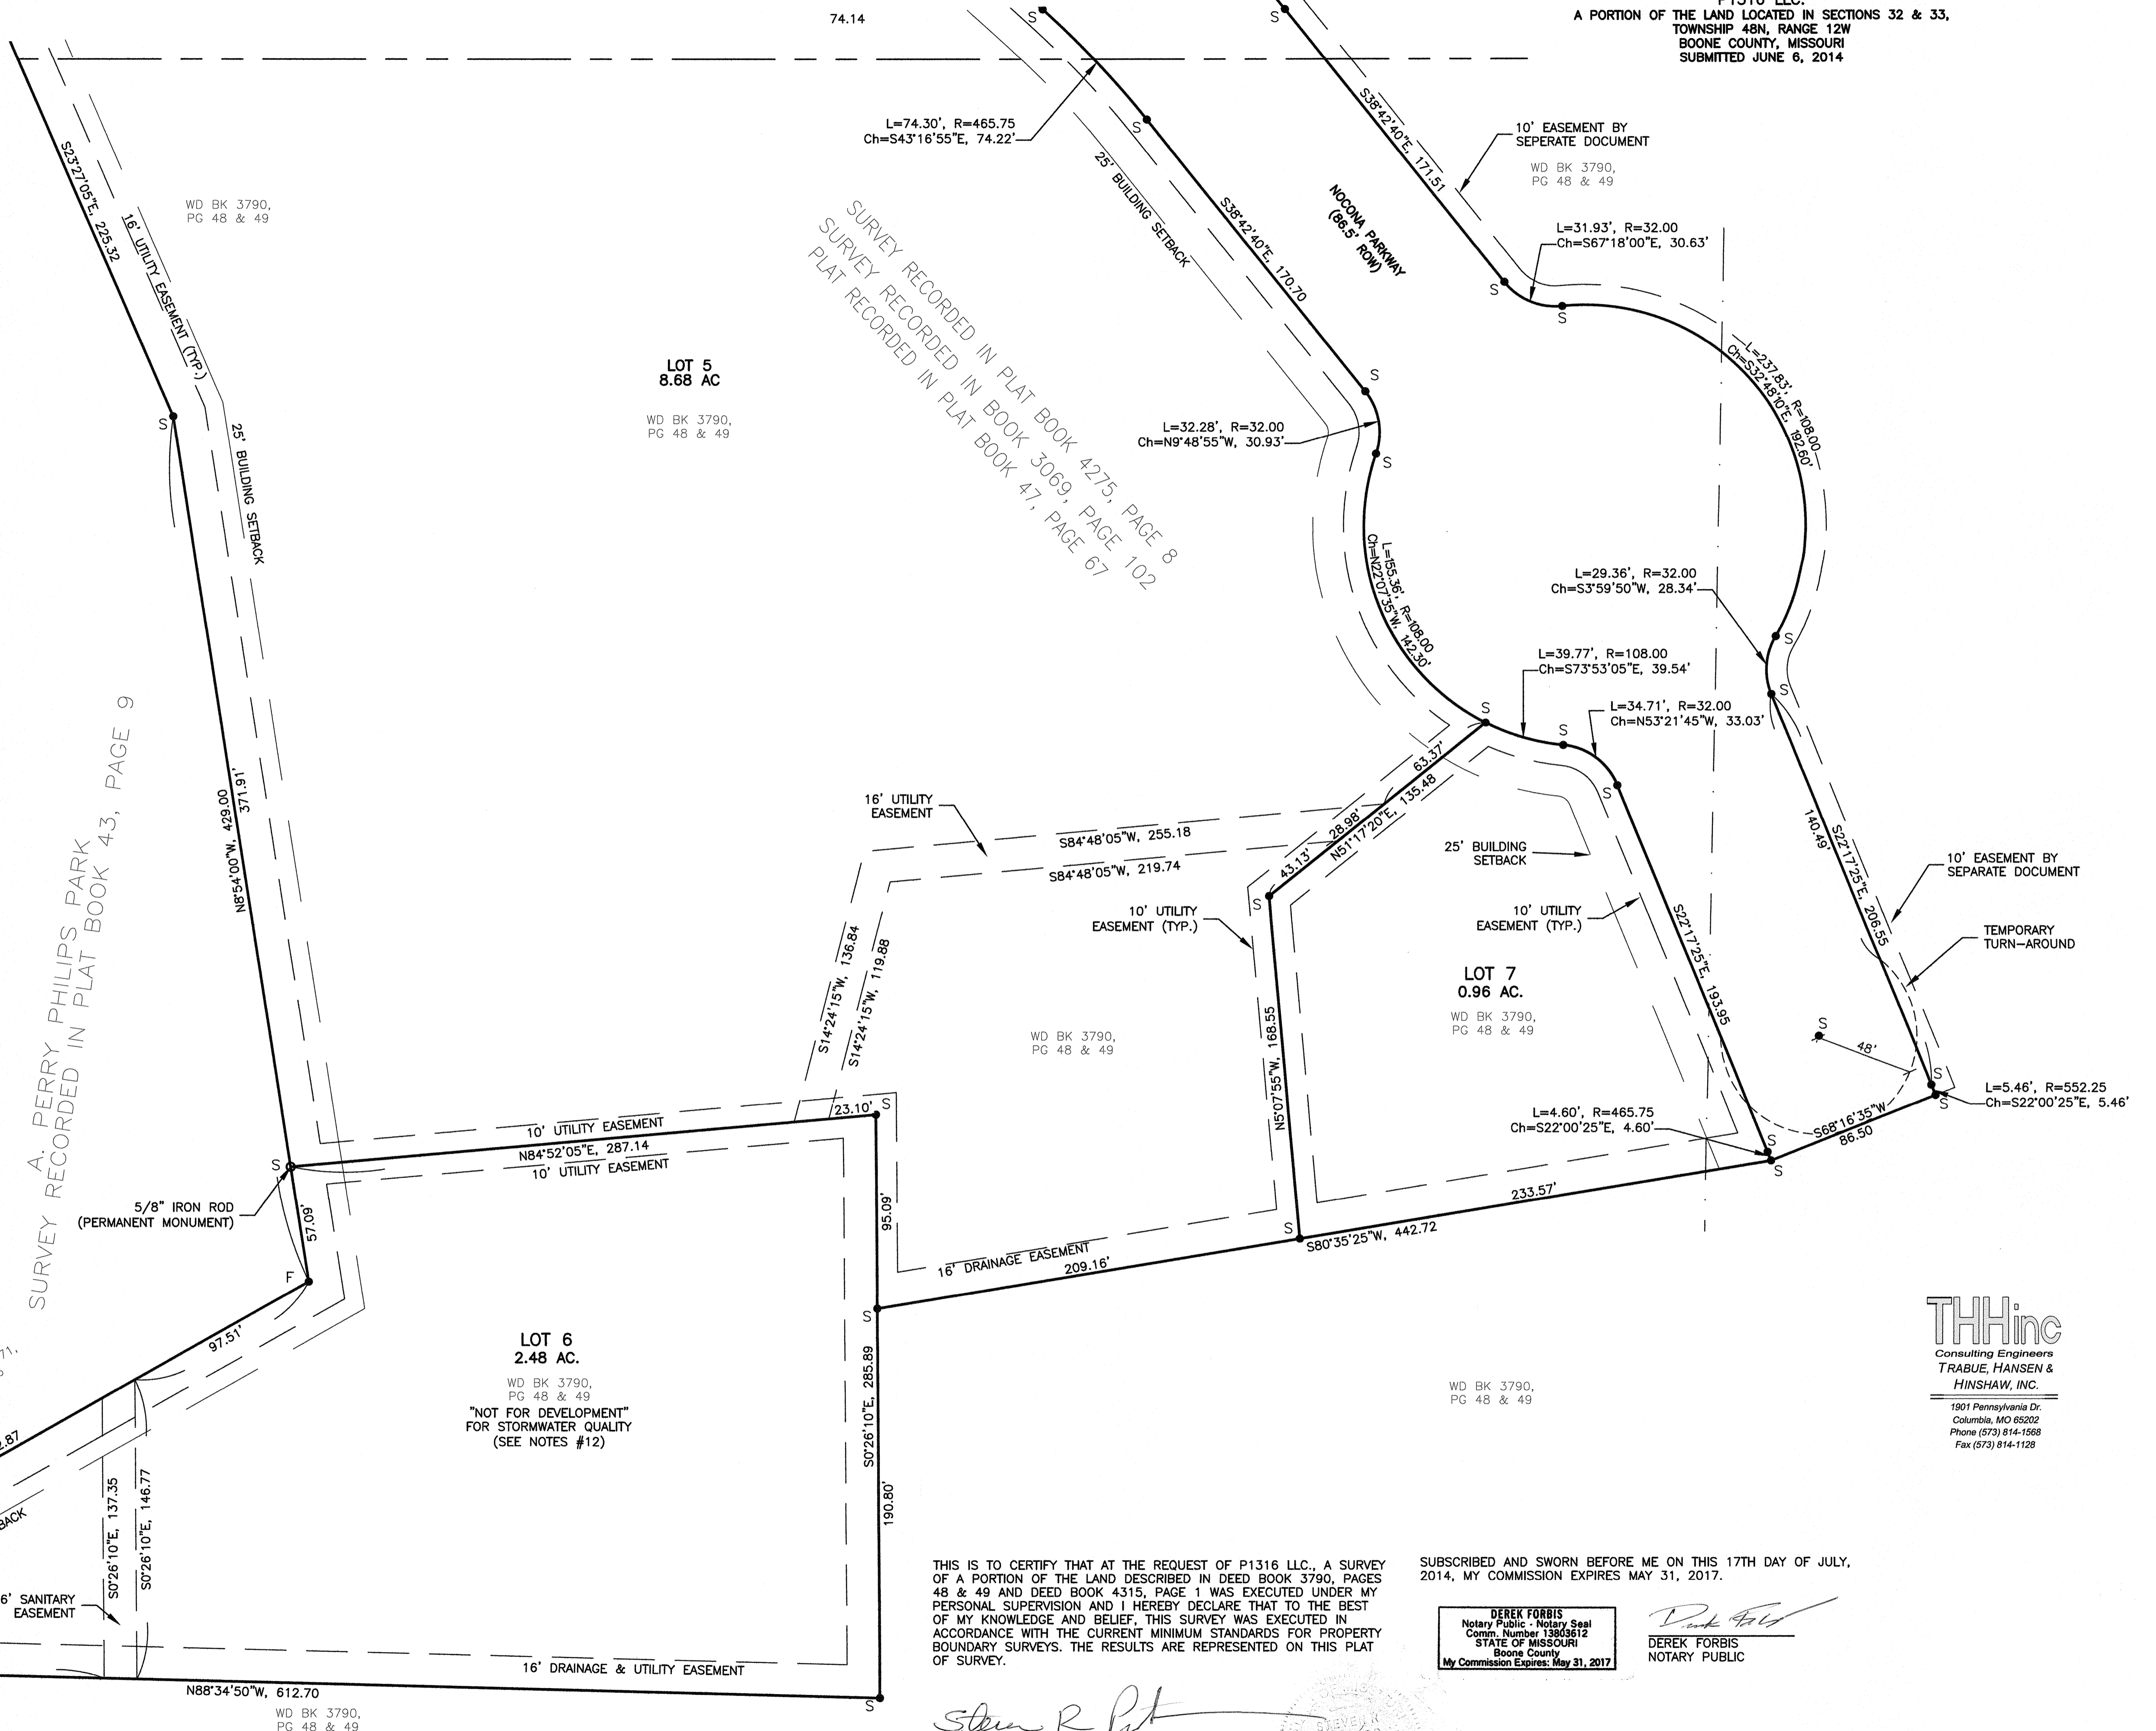 74.14
P1316 LLC.
A PORTION OF THE LAND LOCATED IN SECTIONS 32 & 33,
TOWNSHIP 48N, RANGE 12W
BOONE COUNTY, MISSOURI
SUBMITTED JUNE 6, 2014
S
S
L=74.30', R=465.75
Ch=S43°16'55"E, 74.22'
S
S38°42'40"E, 171.51
10' EASEMENT BY
SEPERATE DOCUMENT
WD BK 3790,
PG 48 & 49
S23°27'05"E, 225.32
16' UTILITY EASEMENT (TYP.)
WD BK 3790,
PG 48 & 49
25' BUILDING SETBACK
S38°42'40"E, 170.70
NOCONA PARKWAY
(86.5' ROW)
L=31.93', R=32.00
Ch=S67°18'00"E, 30.63'
S
S
SURVEY RECORDED IN PLAT BOOK 4275, PAGE 8
SURVEY RECORDED IN BOOK 3069, PAGE 102
PLAT RECORDED IN PLAT BOOK 47, PAGE 67
LOT 5
8.68 AC
WD BK 3790,
PG 48 & 49
L=237.83', R=108.00
Ch=S32°48'10"E, 192.60'
S
S
25' BUILDING SETBACK
L=32.28', R=32.00
Ch=N9°48'55"W, 30.93'
S
L=155.36', R=108.00
Ch=N22°07'35"W, 142.30'
L=29.36', R=32.00
Ch=S3°59'50"W, 28.34'
S
L=39.77', R=108.00
Ch=S73°53'05"E, 39.54'
S
S
S
L=34.71', R=32.00
Ch=N53°21'45"W, 33.03'
S
A. PERRY PHILIPS PARK
SURVEY RECORDED IN PLAT BOOK 43, PAGE 9
N8°54'00"W, 429.00
371.91'
16' UTILITY
EASEMENT
S84°48'05"W, 255.18
S84°48'05"W, 219.74
63.37'
28.98'
43.13'
N51°17'20"E, 135.48
25' BUILDING
SETBACK
140.49'
S22°17'25"E, 206.55
10' EASEMENT BY
SEPARATE DOCUMENT
S
10' UTILITY
EASEMENT (TYP.)
10' UTILITY
EASEMENT (TYP.)
S22°17'25"E, 193.95
TEMPORARY
TURN-AROUND
S14°24'15"W, 136.84
S14°24'15"W, 119.88
LOT 7
0.96 AC.
WD BK 3790,
PG 48 & 49
WD BK 3790,
PG 48 & 49
N5°07'55"W, 168.55
S
48'
S
S
L=5.46', R=552.25
Ch=S22°00'25"E, 5.46'
L=4.60', R=465.75
Ch=S22°00'25"E, 4.60'
S68°16'35"W
86.50
S
S
23.10'
S
10' UTILITY EASEMENT
N84°52'05"E, 287.14
10' UTILITY EASEMENT
S
5/8" IRON ROD
(PERMANENT MONUMENT)
57.09'
F
95.09'
233.57'
S
S80°35'25"W, 442.72
16' DRAINAGE EASEMENT
209.16'
S
97.51'
LOT 6
2.48 AC.
WD BK 3790,
PG 48 & 49
"NOT FOR DEVELOPMENT"
FOR STORMWATER QUALITY
(SEE NOTES #12)
S0°26'10"E, 285.89
190.80'
WD BK 3790,
PG 48 & 49
THHinc
Consulting Engineers
TRABUE, HANSEN &
HINSHAW, INC.
1901 Pennsylvania Dr.
Columbia, MO 65202
Phone (573) 814-1568
Fax (573) 814-1128
71,
2.87
BACK
S0°26'10"E, 137.35
S0°26'10"E, 146.77
6' SANITARY
EASEMENT
16' DRAINAGE & UTILITY EASEMENT
N88°34'50"W, 612.70
S
WD BK 3790,
PG 48 & 49
THIS IS TO CERTIFY THAT AT THE REQUEST OF P1316 LLC., A SURVEY
OF A PORTION OF THE LAND DESCRIBED IN DEED BOOK 3790, PAGES
48 & 49 AND DEED BOOK 4315, PAGE 1 WAS EXECUTED UNDER MY
PERSONAL SUPERVISION AND I HEREBY DECLARE THAT TO THE BEST
OF MY KNOWLEDGE AND BELIEF, THIS SURVEY WAS EXECUTED IN
ACCORDANCE WITH THE CURRENT MINIMUM STANDARDS FOR PROPERTY
BOUNDARY SURVEYS. THE RESULTS ARE REPRESENTED ON THIS PLAT
OF SURVEY.
SUBSCRIBED AND SWORN BEFORE ME ON THIS 17TH DAY OF JULY,
2014, MY COMMISSION EXPIRES MAY 31, 2017.
DEREK FORBIS
Notary Public - Notary Seal
Comm. Number 13803612
STATE OF MISSOURI
Boone County
My Commission Expires: May 31, 2017
DEREK FORBIS
NOTARY PUBLIC
STEVEN R